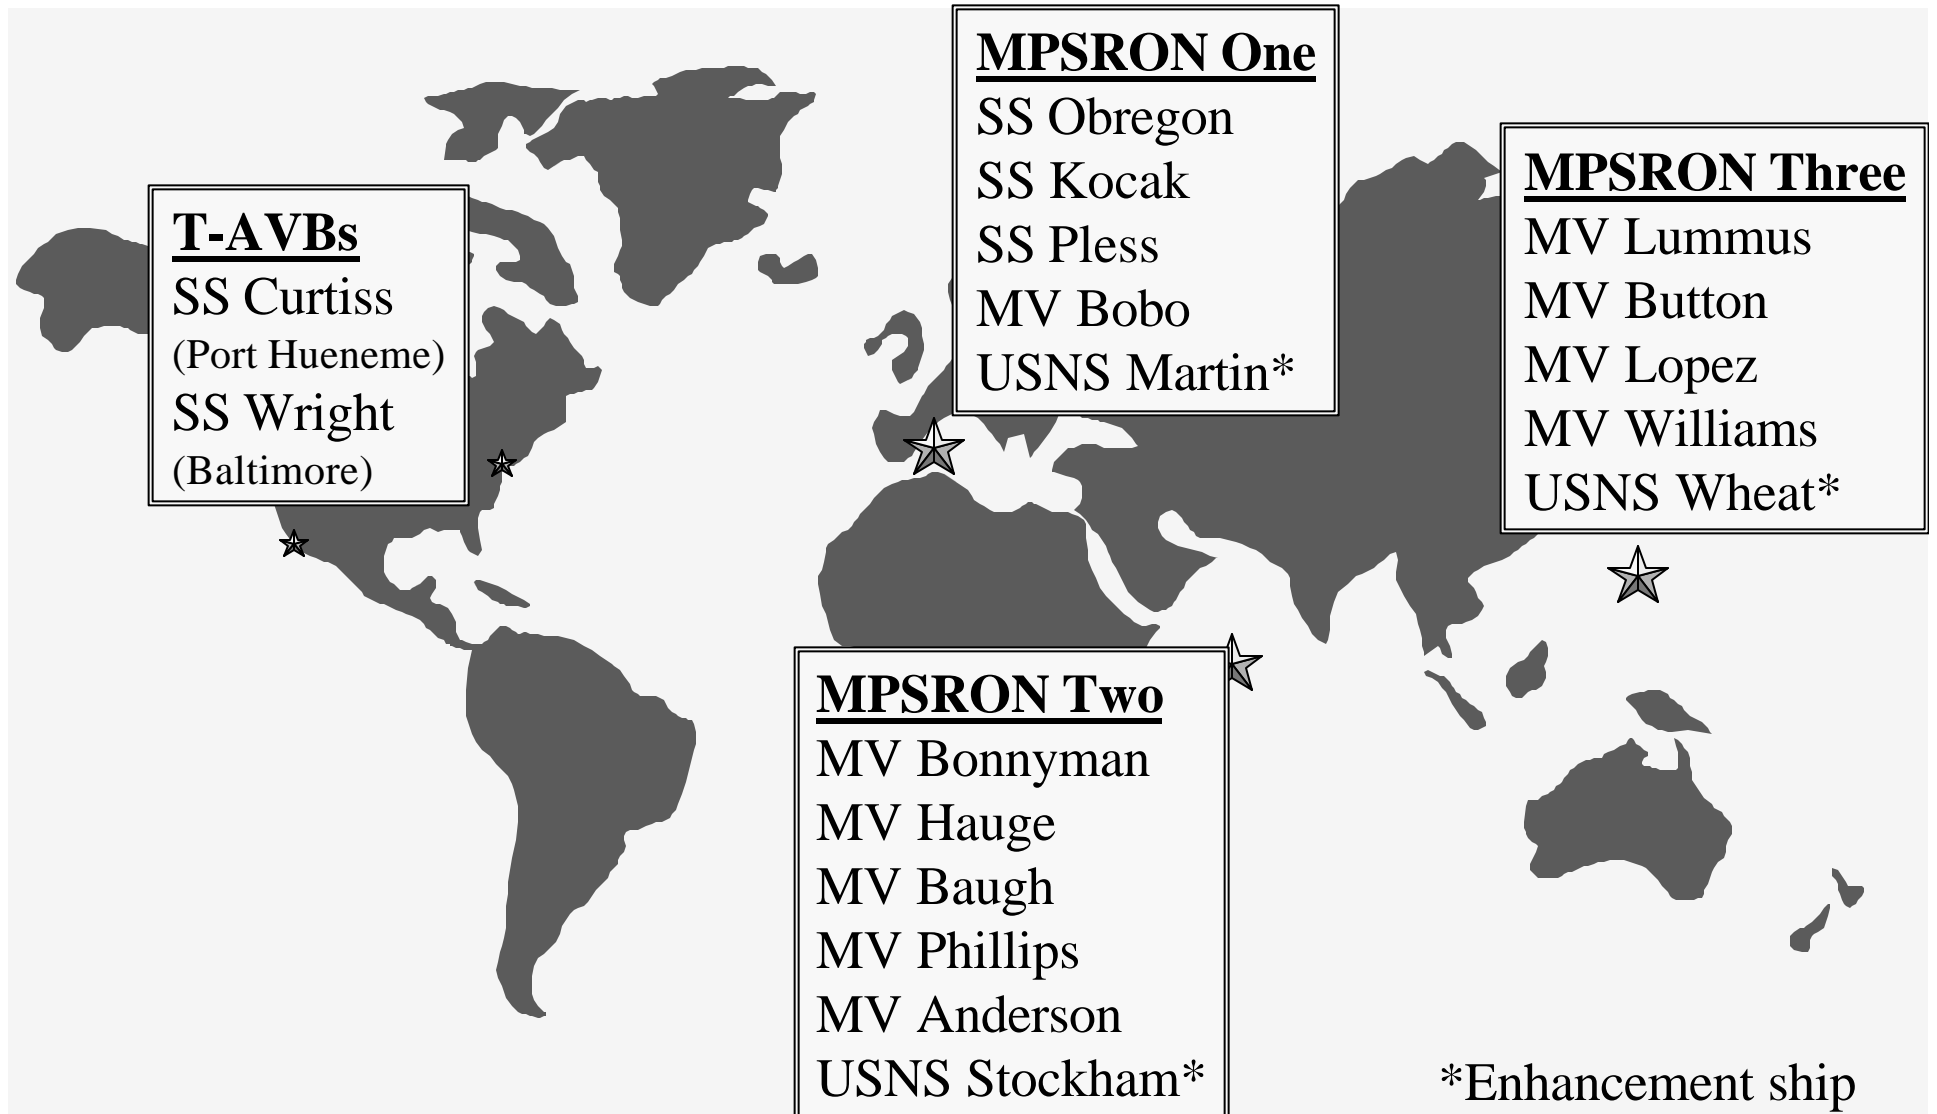 MPSRON One
SS Obregon
SS Kocak
SS Pless
MV Bobo
USNS Martin*
MPSRON Three
MV Lummus
MV Button
MV Lopez
MV Williams
USNS Wheat*
T-AVBs
SS Curtiss
(Port Hueneme)
SS Wright
(Baltimore)
MPSRON Two
MV Bonnyman
MV Hauge
MV Baugh
MV Phillips
MV Anderson
USNS Stockham*
*Enhancement ship